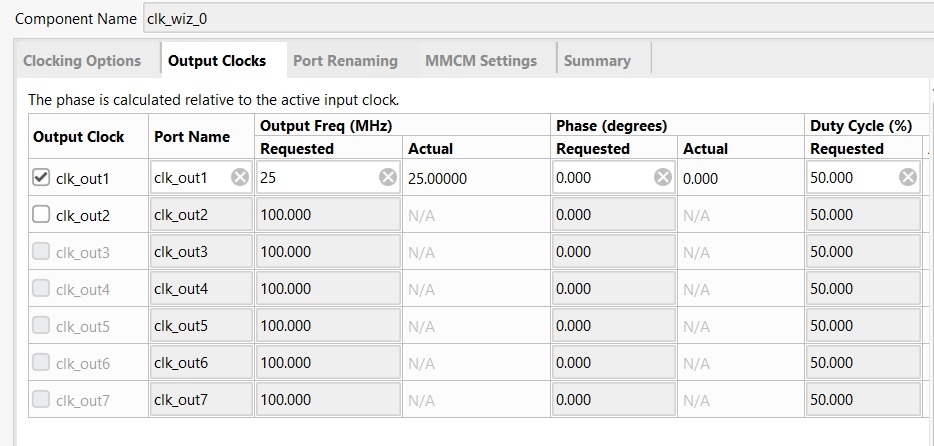 Component Name clk_wiz_0
Clocking Options Output Clocks Port Renaming MMCM Settings Summary
The phase is calculated relative to the active input clock.
Output Clock Port Name Output Freq (MHz) Phase (degrees) Duty Cycle (%)
Requested Actual Requested Actual Requested
clk_out1 clk_out1 25 25.00000 0.000 0.000 50.000
clk_out2 clk_out2 100.000 N/A 0.000 N/A 50.000
clk_out3 clk_out3 100.000 N/A 0.000 N/A 50.000
clk_out4 clk_out4 100.000 N/A 0.000 N/A 50.000
clk_out5 clk_out5 100.000 N/A 0.000 N/A 50.000
clk_out6 clk_out6 100.000 N/A 0.000 N/A 50.000
clk_out7 clk_out7 100.000 N/A 0.000 N/A 50.000